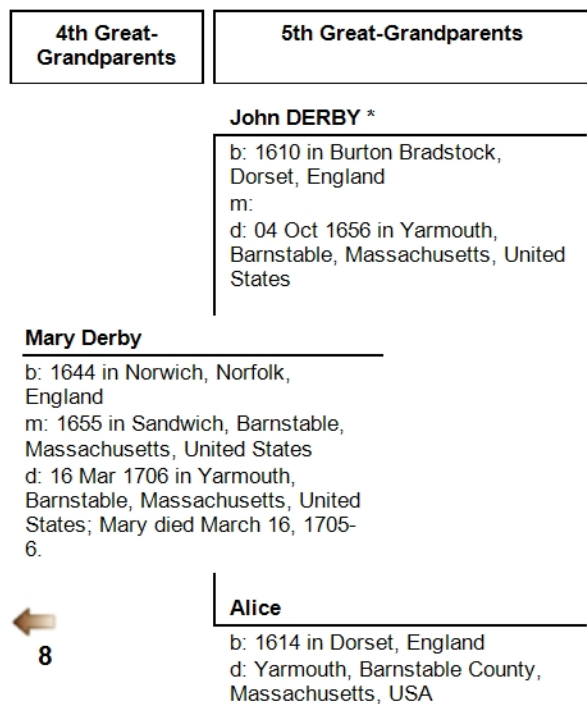 4th Great-
Grandparents
5th Great-Grandparents
John DERBY *
b: 1610 in Burton Bradstock,
Dorset, England
m:
d: 04 Oct 1656 in Yarmouth,
Barnstable, Massachusetts, United
States
Mary Derby
b: 1644 in Norwich, Norfolk,
England
m: 1655 in Sandwich, Barnstable,
Massachusetts, United States
d: 16 Mar 1706 in Yarmouth,
Barnstable, Massachusetts, United
States; Mary died March 16, 1705-
6.
8
Alice
b: 1614 in Dorset, England
d: Yarmouth, Barnstable County,
Massachusetts, USA